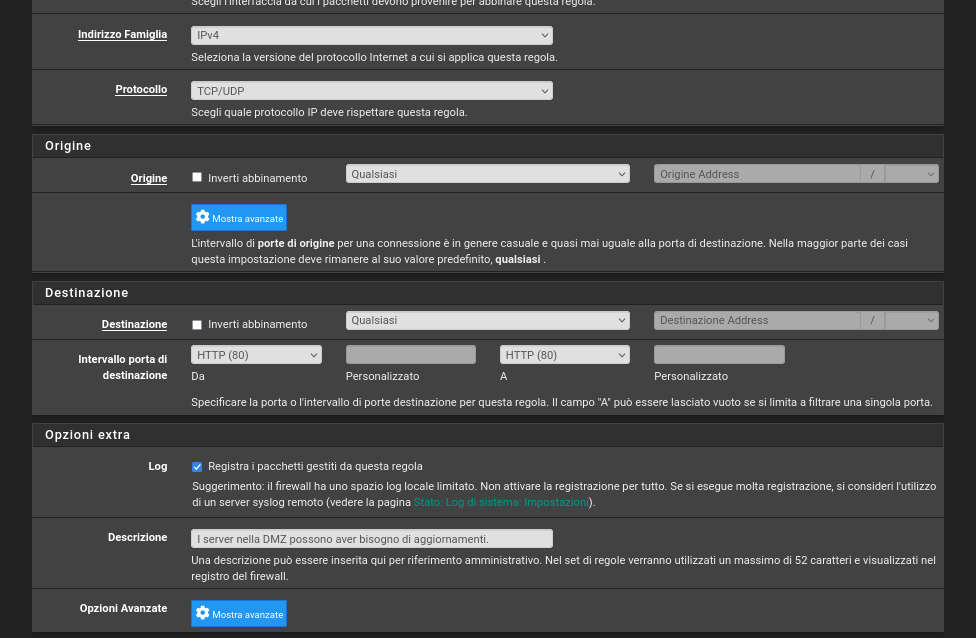 Scegli l'interfaccia da cui i pacchetti devono provenire per abbinare questa regola.
Indirizzo Famiglia
IPv4
Seleziona la versione del protocollo Internet a cui si applica questa regola.
Protocollo
TCP/UDP
Scegli quale protocollo IP deve rispettare questa regola.
Origine
Origine
Inverti abbinamento
Qualsiasi
Origine Address
/
Mostra avanzate
L'intervallo di porte di origine per una connessione è in genere casuale e quasi mai uguale alla porta di destinazione. Nella maggior parte dei casi
questa impostazione deve rimanere al suo valore predefinito, qualsiasi .
Destinazione
Destinazione
Inverti abbinamento
Qualsiasi
Destinazione Address
/
Intervallo porta di
destinazione
HTTP (80)
HTTP (80)
Da
Personalizzato
A
Personalizzato
Specificare la porta o l'intervallo di porte destinazione per questa regola. Il campo "A" può essere lasciato vuoto se si limita a filtrare una singola porta.
Opzioni extra
Log
Registra i pacchetti gestiti da questa regola
Suggerimento: il firewall ha uno spazio log locale limitato. Non attivare la registrazione per tutto. Se si esegue molta registrazione, si consideri l'utilizzo
di un server syslog remoto (vedere la pagina Stato: Log di sistema: Impostazioni).
Descrizione
I server nella DMZ possono aver bisogno di aggiornamenti.
Una descrizione può essere inserita qui per riferimento amministrativo. Nel set di regole verranno utilizzati un massimo di 52 caratteri e visualizzati nel
registro del firewall.
Opzioni Avanzate
Mostra avanzate